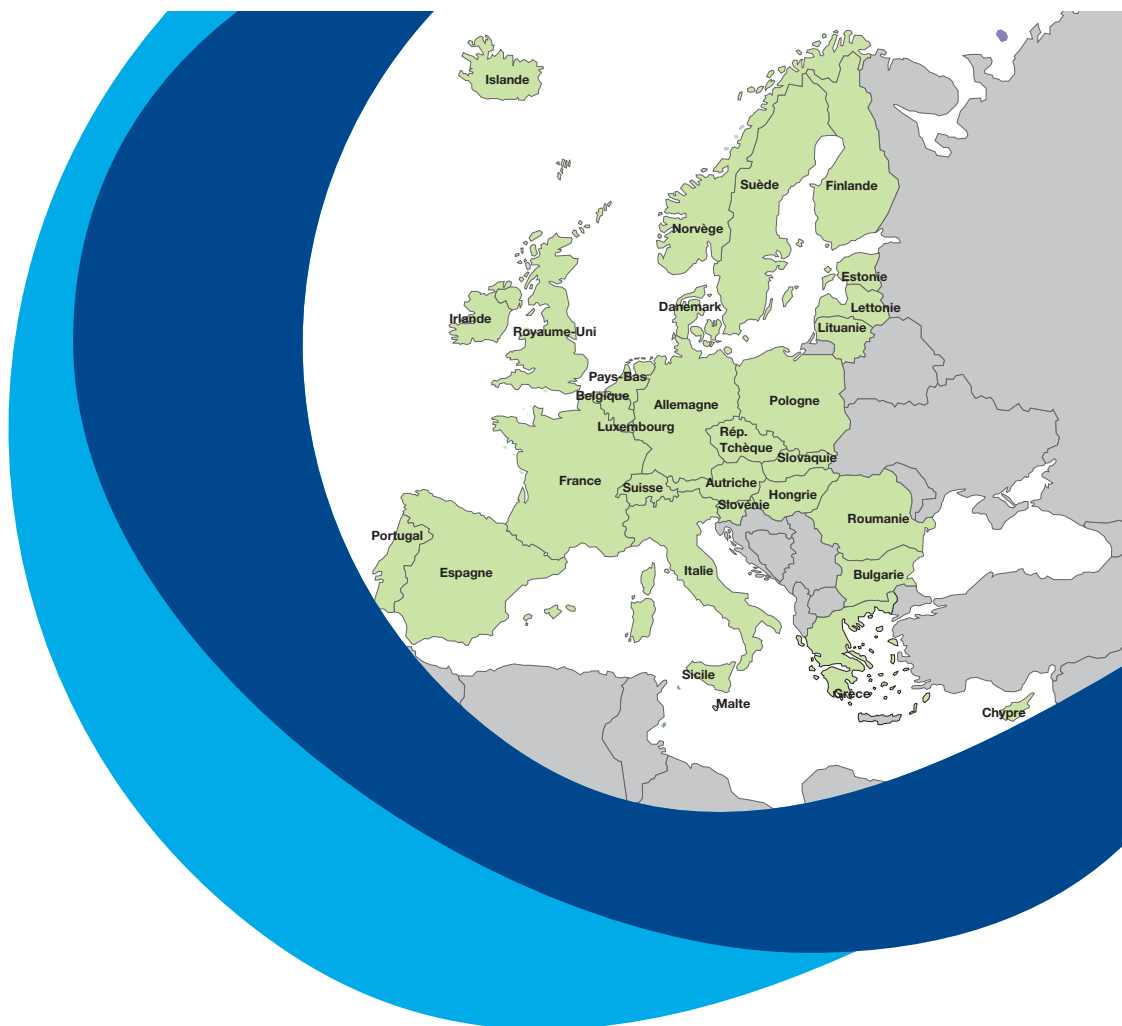 Islande
Suède
Finlande
Norvège
Estonie
Danemark
Lettonie
Irlande
Lituanie
Royaume-Uni
Pays-Bas
Belgique
Allemagne
Pologne
Luxembourg
Rép.
Tchèque
Slovaquie
France
Suisse
Autriche
Hongrie
Slovénie
Roumanie
Portugal
Espagne
Italie
Bulgarie
Sicile
Malte
Grèce
Chypre